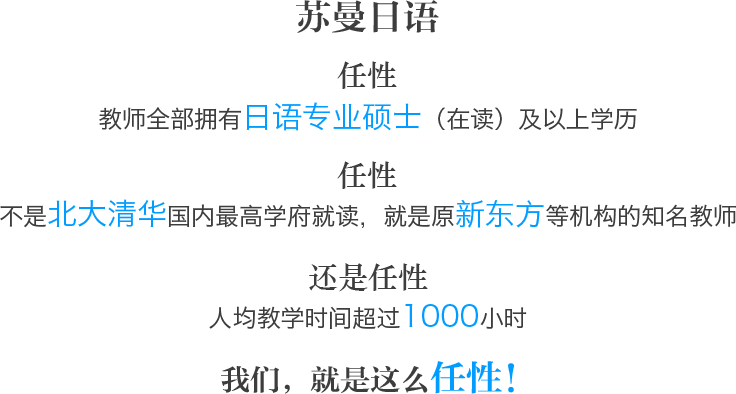 苏曼日语
任性
教师全部拥有日语专业硕士（在读）及以上学历
任性
不是北大清华国内最高学府就读，就是原新东方等机构的知名教师
还是任性
人均教学时间超过1000小时
我们，就是这么任性！